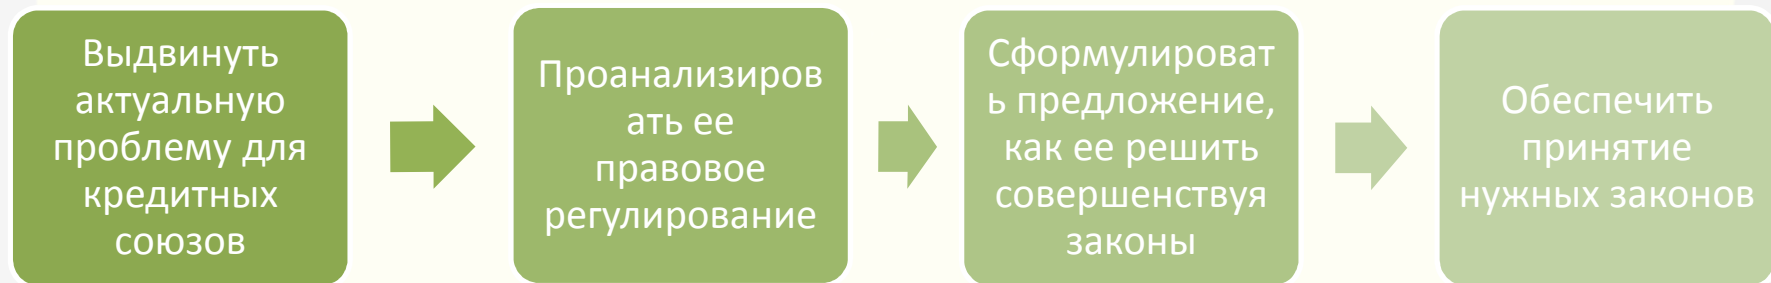 Выдвинуть
актуальную
проблему для
кредитных
союзов
Проанализиров
ать ее
правовое
регулирование
Сформулироват
ь предложение,
как ее решить
совершенствуя
законы
Обеспечить
принятие
нужных законов